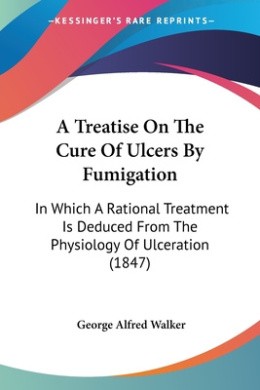 KESSINGER'S RARE REPRINTS
A Treatise On The
Cure Of Ulcers By
Fumigation
In Which A Rational Treatment
Is Deduced From The
Physiology Of Ulceration
(1847)
George Alfred Walker